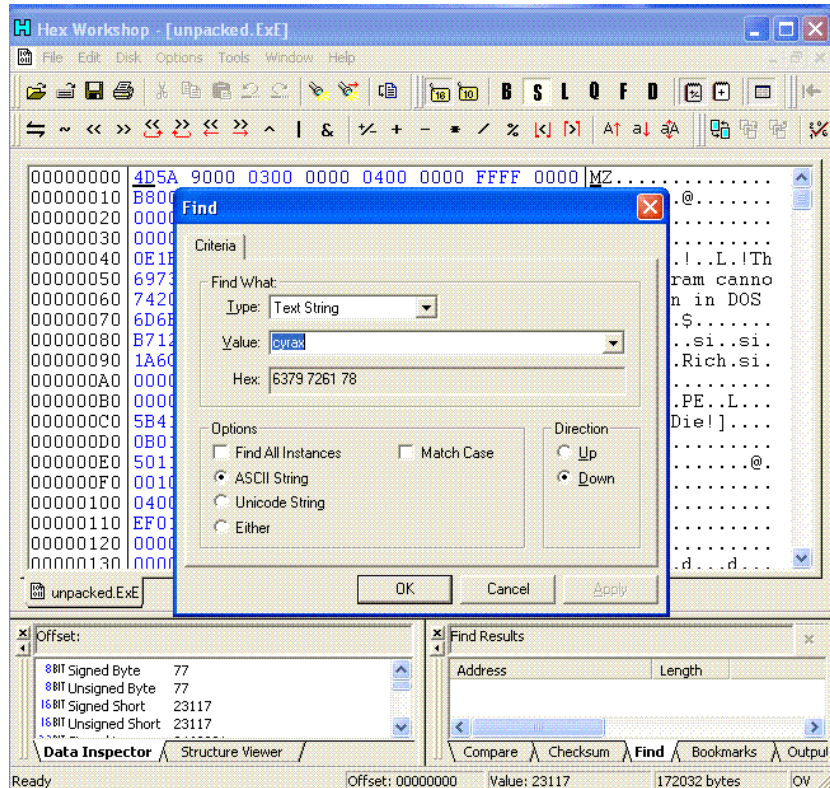 Hex Workshop - [unpacked.ExE]
File Edit Disk Options Tools Window Help
B S L Q F D
00000000 4D5A 9000 0300 0000 0400 0000 FFFF 0000 MZ..............
00000010 B800 .@.......
00000020 0000 .........
00000030 0000 .........
00000040 0E1F .!..L.!Th
00000050 6973 ram canno
00000060 7420 n in DOS
00000070 6D6F .$.......
00000080 B712 ..si..si.
00000090 1A60 .Rich.si.
000000A0 0000 .........
000000B0 0000 .PE..L...
000000C0 5B41 Die!]....
000000D0 0B01 .........
000000E0 5011 .......@.
000000F0 0010 .........
00000100 0400 .........
00000110 EF01 .........
00000120 0000 .........
00000130 0000 .d...d...
Find
Criteria
Find What:
Type: Text String
Value: cyrax
Hex: 6379 7261 78
Options
Find All Instances Match Case
ASCII String
Unicode String
Either
Direction
Up
Down
OK Cancel Apply
unpacked.ExE
Offset:
8BIT Signed Byte 77
8BIT Unsigned Byte 77
16BIT Signed Short 23117
16BIT Unsigned Short 23117
Data Inspector Structure Viewer
Find Results
Address Length
Compare Checksum Find Bookmarks Output
Ready Offset: 00000000 Value: 23117 172032 bytes OV